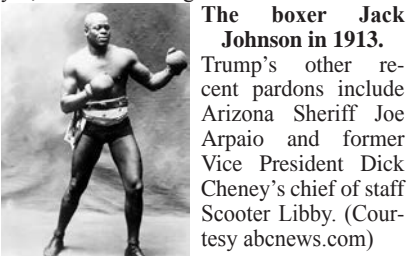 The boxer Jack
Johnson in 1913.
Trump's other re-
cent pardons include
Arizona Sheriff Joe
Arpaio and former
Vice President Dick
Cheney's chief of staff
Scooter Libby. (Cour-
tesy abcnews.com)